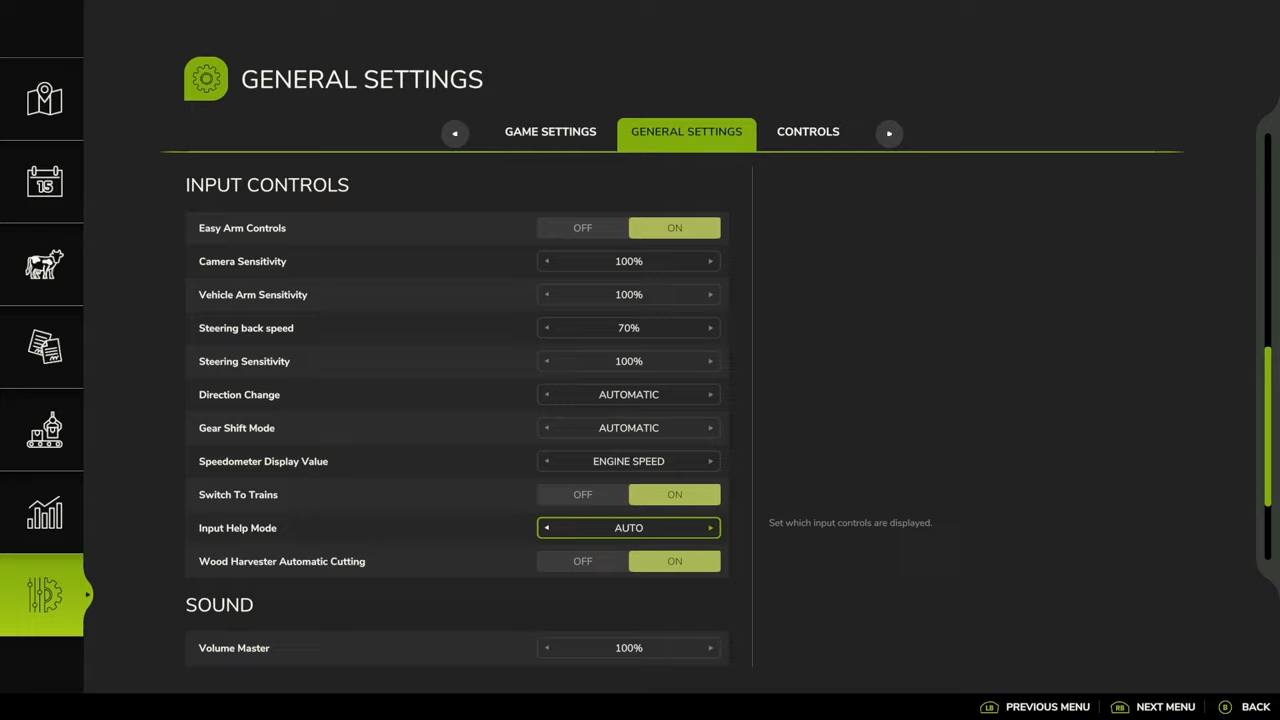 GENERAL SETTINGS
GAME SETTINGS GENERAL SETTINGS CONTROLS
INPUT CONTROLS
Easy Arm Controls OFF ON
Camera Sensitivity 100%
Vehicle Arm Sensitivity 100%
Steering back speed 70%
Steering Sensitivity 100%
Direction Change AUTOMATIC
Gear Shift Mode AUTOMATIC
Speedometer Display Value ENGINE SPEED
Switch To Trains OFF ON
Input Help Mode AUTO
Set which input controls are displayed.
Wood Harvester Automatic Cutting OFF ON
SOUND
Volume Master 100%
15
LB PREVIOUS MENU RB NEXT MENU B BACK